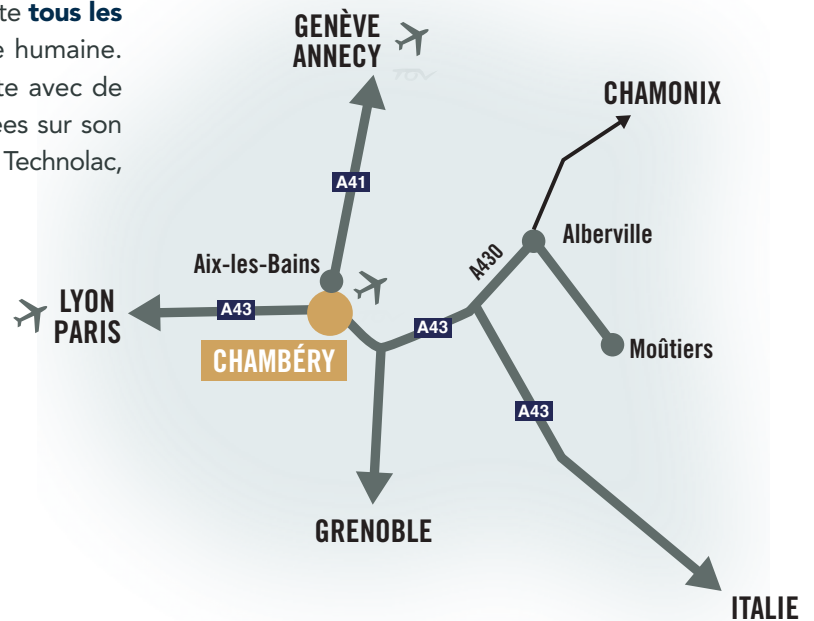 te tous les
e humaine.
te avec de
ees sur son
Technolac,
GENÈVE
ANNECY
TGV
CHAMONIX
A41
Alberville
Aix-les-Bains
A430
LYON
PARIS
A43
A43
CHAMBÉRY
Moûtiers
A43
GRENOBLE
ITALIE